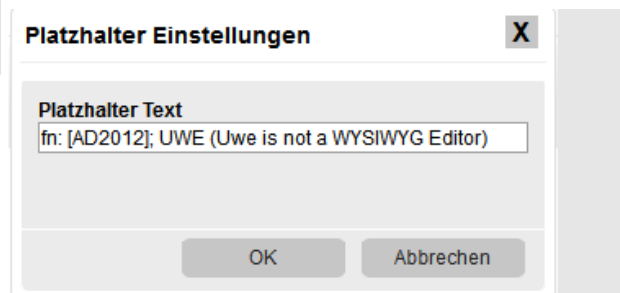 Platzhalter Einstellungen X
Platzhalter Text
fn: [AD2012]; UWE (Uwe is not a WYSIWYG Editor)
OK Abbrechen